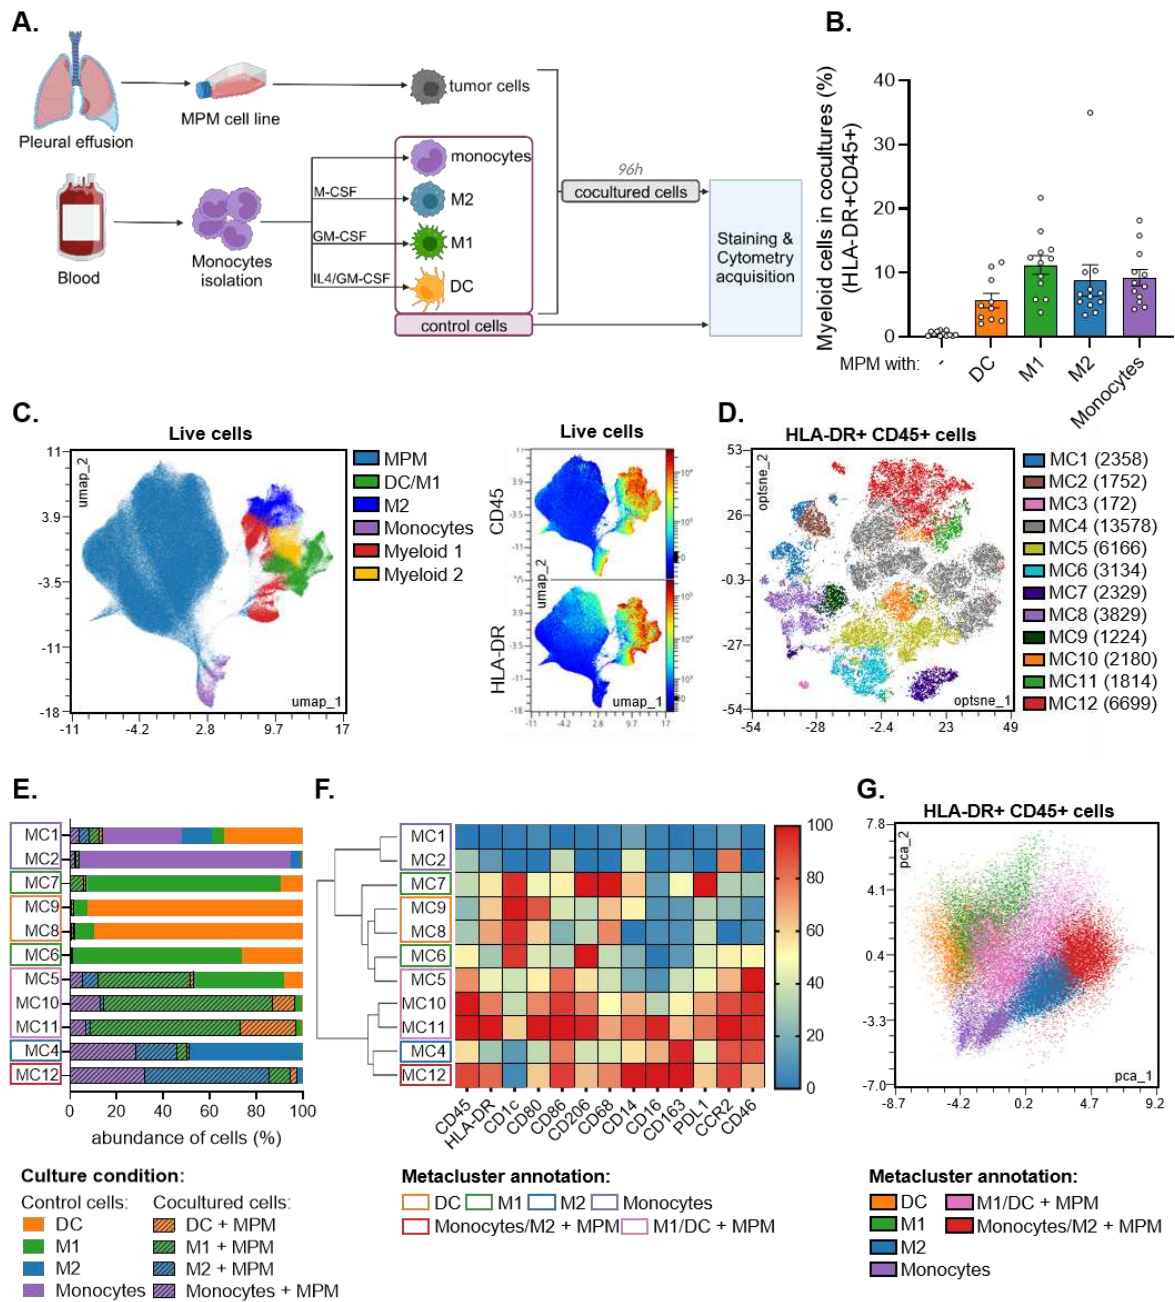 A.
Pleural effusion
MPM cell line
tumor cells
Blood
Monocytes
isolation
M-CSF
GM-CSF
IL4/GM-CSF
monocytes
M2
M1
DC
control cells
96h
cocultured cells
Staining &
Cytometry
acquisition
B.
Myeloid cells in cocultures (%)
(HLA-DR+CD45+)
40
30
20
10
0
MPM with:
-
DC
M1
M2
Monocytes
C.
Live cells
umap_2
11
3.9
-3.5
-11
-18
-11
-4.2
2.8
9.7
17
umap_1
MPM
DC/M1
M2
Monocytes
Myeloid 1
Myeloid 2
Live cells
CD45
HLA-DR
umap_2
umap_1
-11
-4.2
2.8
9.7
17
D.
HLA-DR+ CD45+ cells
optsne_2
53
26
-0.3
-27
-54
-54
-28
-2.4
23
49
optsne_1
MC1 (2358)
MC2 (1752)
MC3 (172)
MC4 (13578)
MC5 (6166)
MC6 (3134)
MC7 (2329)
MC8 (3829)
MC9 (1224)
MC10 (2180)
MC11 (1814)
MC12 (6699)
E.
MC1
MC2
MC7
MC9
MC8
MC6
MC5
MC10
MC11
MC4
MC12
0 20 40 60 80 100
abundance of cells (%)
Culture condition:
Control cells:
DC
M1
M2
Monocytes
Cocultured cells:
DC + MPM
M1 + MPM
M2 + MPM
Monocytes + MPM
F.
MC1
MC2
MC7
MC9
MC8
MC6
MC5
MC10
MC11
MC4
MC12
CD45
HLA-DR
CD1c
CD80
CD86
CD206
CD68
CD14
CD16
CD163
PDL1
CCR2
CD46
100
80
60
40
20
0
Metacluster annotation:
DC M1 M2 Monocytes
Monocytes/M2 + MPM M1/DC + MPM
G.
HLA-DR+ CD45+ cells
pca_2
7.8
4.1
0.4
-3.3
-7.0
-8.7
-4.2
0.2
4.7
9.2
pca_1
Metacluster annotation:
DC
M1
M2
Monocytes
M1/DC + MPM
Monocytes/M2 + MPM